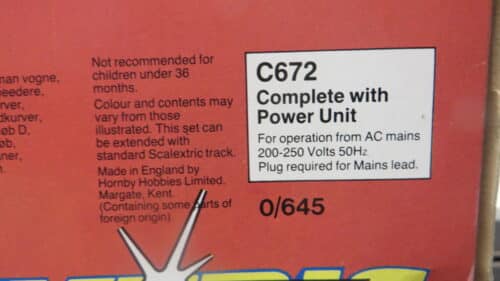 man vogne,
beedere,
rver,
dkurver,
øb D,
øb,
ner,
Not recommended for
children under 36
months.
Colour and contents may
vary from those
illustrated. This set can
be extended with
standard Scalextric track.
Made in England by
Hornby Hobbies Limited,
Margate, Kent.
(Containing some parts of
foreign origin)
C672
Complete with
Power Unit
For operation from AC mains
200-250 Volts 50Hz
Plug required for Mains lead.
0/645